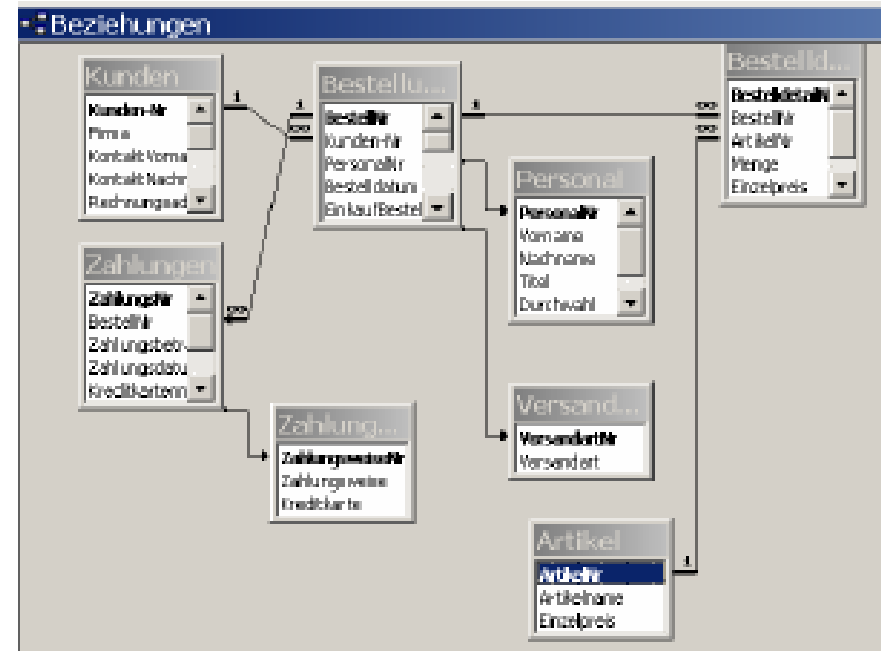 Beziehungen
Kunden
Kunden-Nr
Firma
Kontakt Vorna
Kontakt Nachr
Rechnungsad
Bestellu...
BestellNr
Kunden-Nr
PersonalNr
Bestelldatum
EinkaufBestel
Bestelld...
BestelldetailN
BestellNr
ArtikelNr
Menge
Einzelpreis
Personal
PersonalNr
Vorname
Nachname
Titel
Durchwahl
Zahlungen
ZahlungsNr
BestellNr
Zahlungsbetr
Zahlungsdatu
Kreditkartenn
Zahlung...
ZahlungsweiseNr
Zahlungsweise
Kreditkarte
Versand...
VersandartNr
Versandart
Artikel
ArtikelNr
Artikelname
Einzelpreis
1
1
∞
1
∞
∞
∞
1